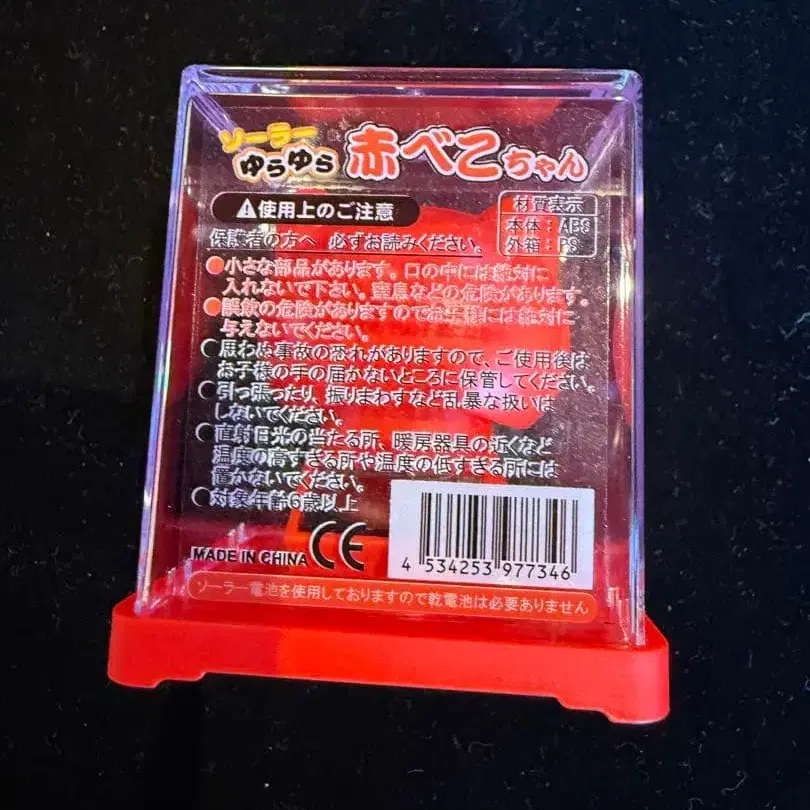 ソーラー
ゆらゆら 赤べこちゃん
⚠使用上のご注意
材質表示
本体：ABS
外箱：PS
保護者の方へ 必ずお読みください。
●小さな部品があります。口の中には絶対に
入れないで下さい。窒息などの危険があります。
●誤飲の危険がありますのでお子様には絶対に
与えないでください。
○思わぬ事故の恐れがありますので、ご使用後は
お子様の手の届かないところに保管してください。
○引っ張ったり、振りまわすなど乱暴な扱いは
しないでください。
○直射日光の当たる所、暖房器具の近くなど
温度の高すぎる所や温度の低すぎる所には
置かないでください。
○対象年齢6歳以上
MADE IN CHINA CE
4 534253 977346
ソーラー電池を使用しておりますので乾電池は必要ありません